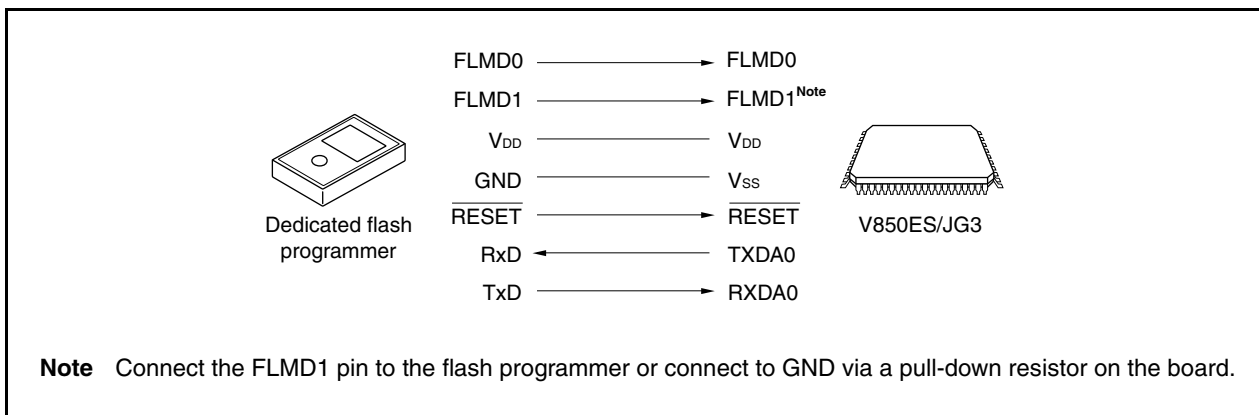 FLMD0 FLMD0
FLMD1 FLMD1Note
VDD VDD
GND VSS
RESET RESET
Dedicated flash
programmer
V850ES/JG3
RxD TXDA0
TxD RXDA0
Note Connect the FLMD1 pin to the flash programmer or connect to GND via a pull-down resistor on the board.